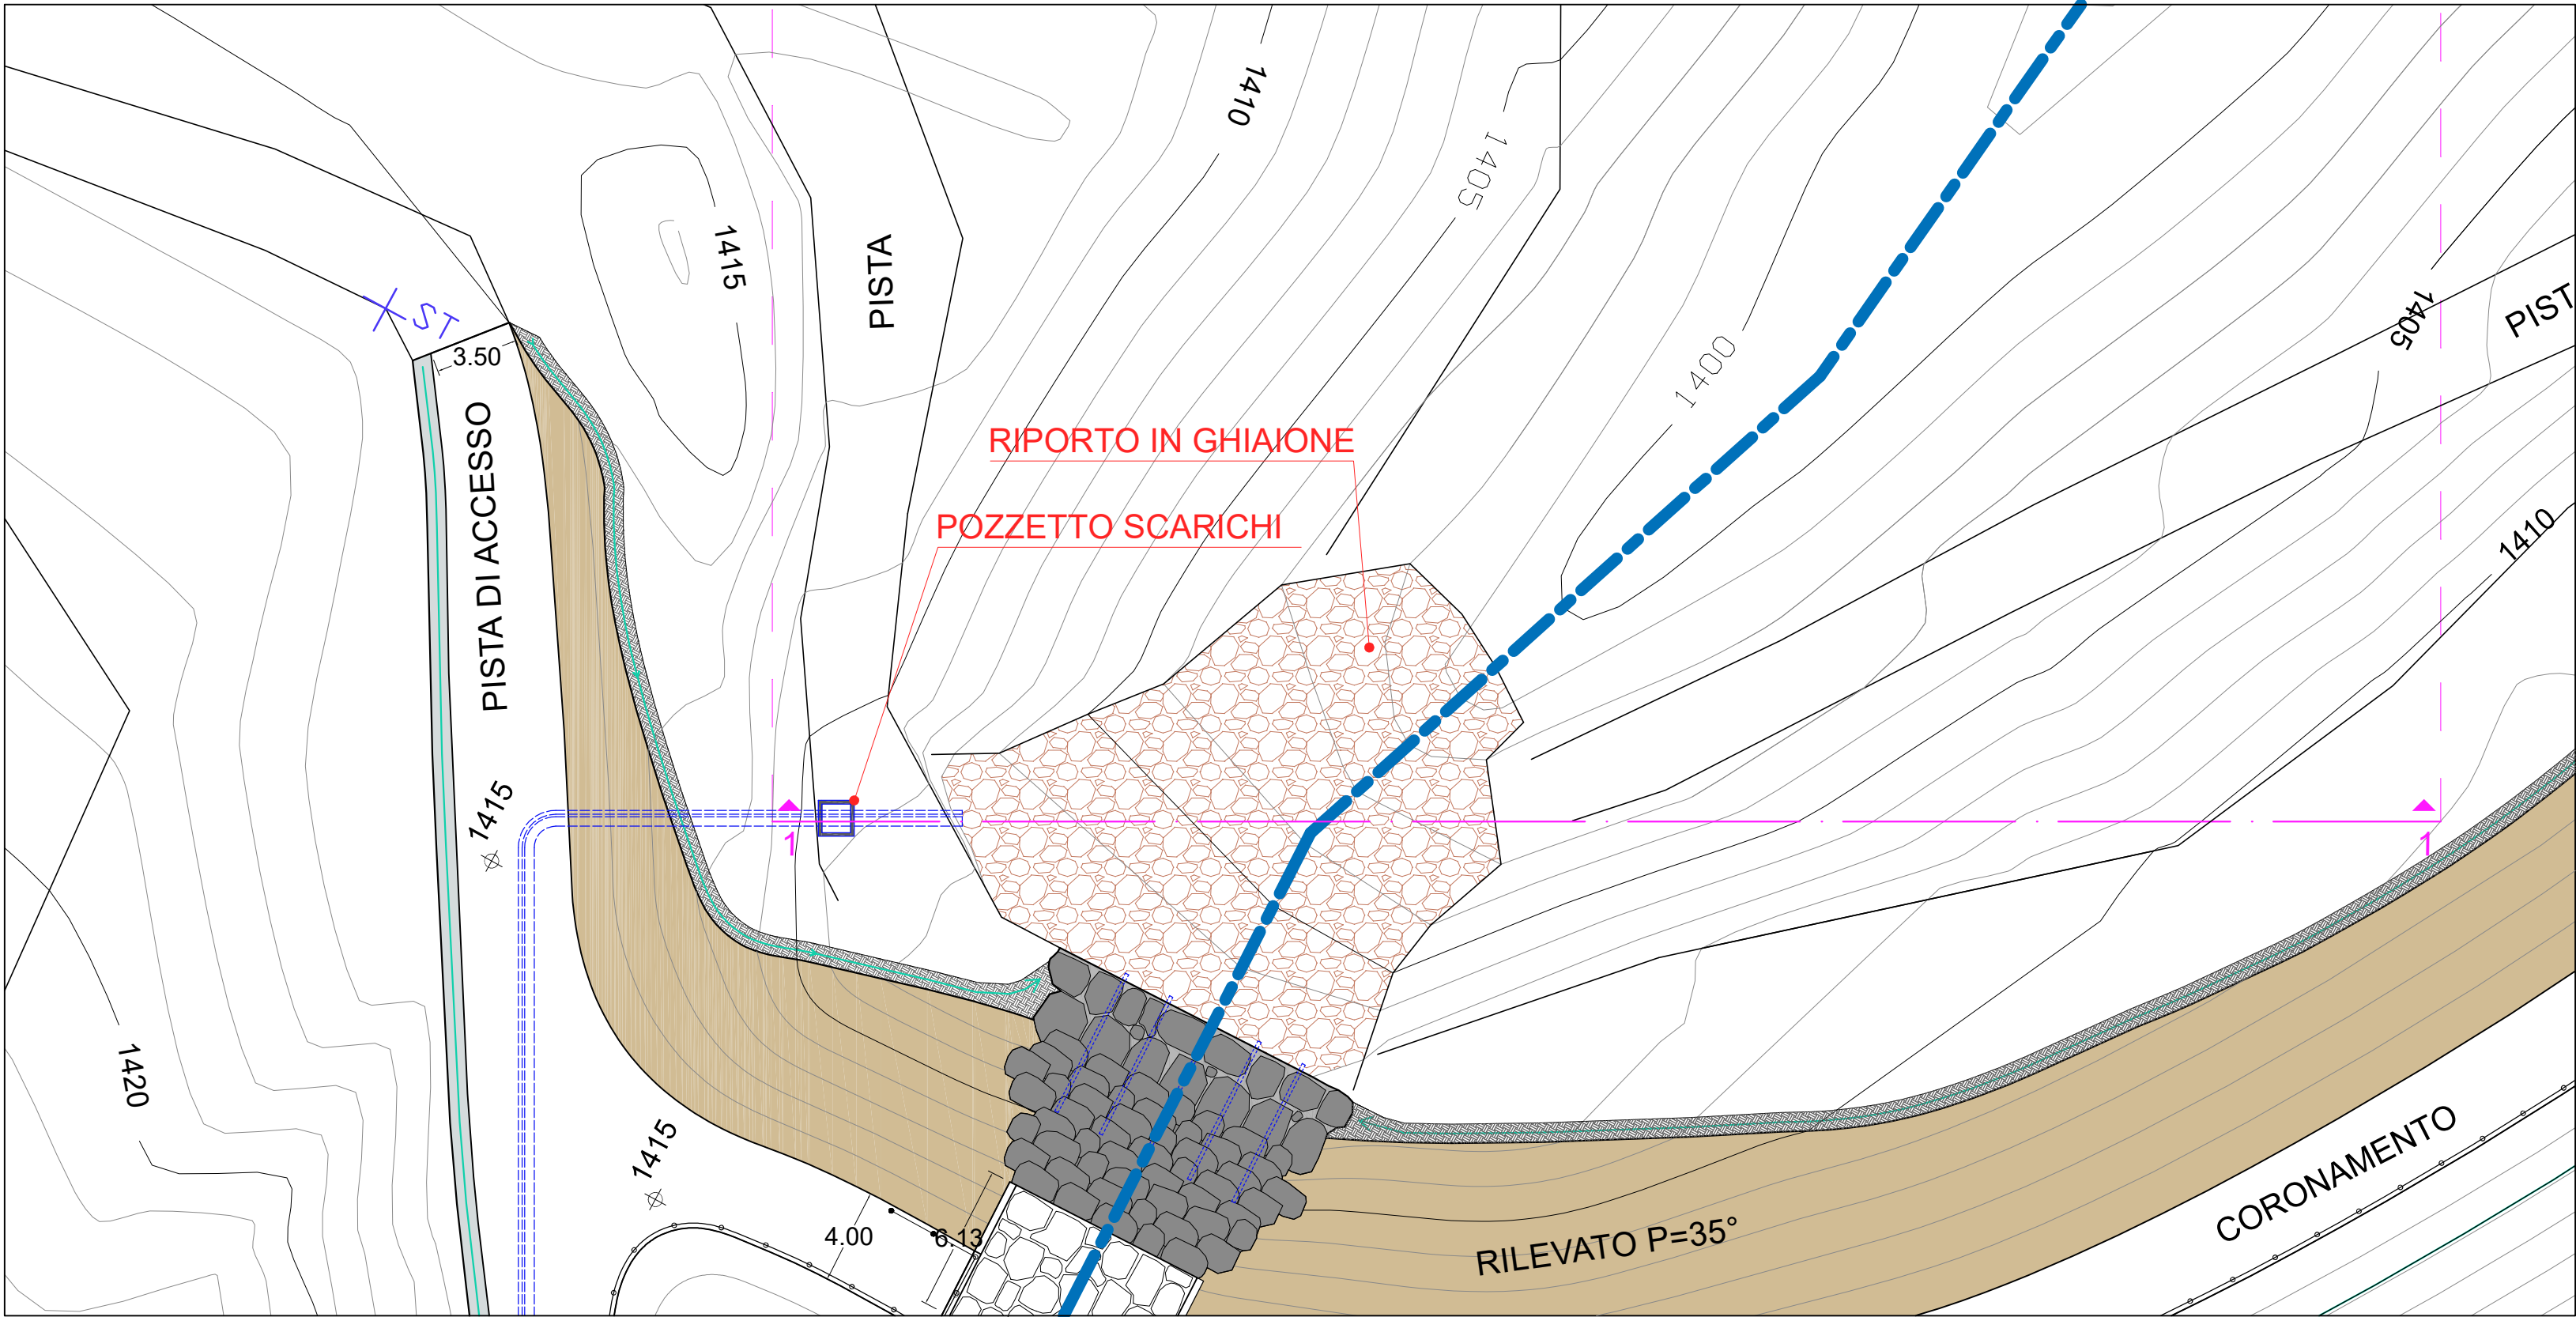 1410
1405
1415
PISTA
ST
3.50
1400
1405
PIST
RIPORTO IN GHIAIONE
POZZETTO SCARICHI
PISTA DI ACCESSO
1410
1415
1
1
1420
1415
4.00
6.13
RILEVATO P=35°
CORONAMENTO